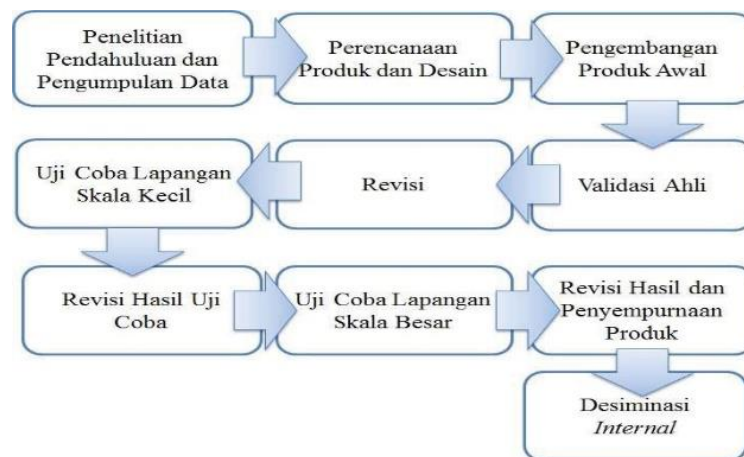 Penelitian
Pendahuluan dan
Pengumpulan Data
Perencanaan
Produk dan Desain
Pengembangan
Produk Awal
Validasi Ahli
Revisi
Uji Coba Lapangan
Skala Kecil
Revisi Hasil Uji
Coba
Uji Coba Lapangan
Skala Besar
Revisi Hasil dan
Penyempurnaan
Produk
Desiminasi
Internal